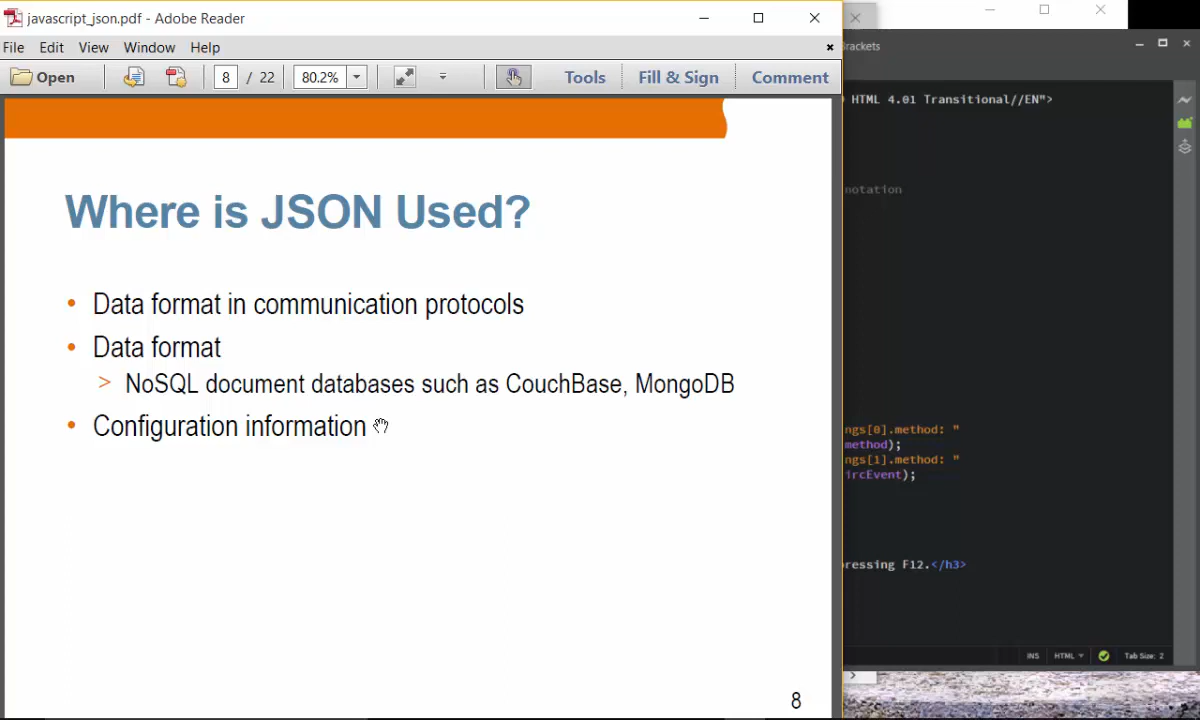 javascript_json.pdf - Adobe Reader
File Edit View Window Help
Open 8 / 22 80.2% Tools Fill & Sign Comment
Where is JSON Used?
• Data format in communication protocols
• Data format
> NoSQL document databases such as CouchBase, MongoDB
• Configuration information
8
Brackets
HTML 4.01 Transitional//EN">
notation
ngs[0].method: "
method);
ngs[1].method: "
ircEvent);
pressing F12.</h3>
INS HTML Tab Size: 2